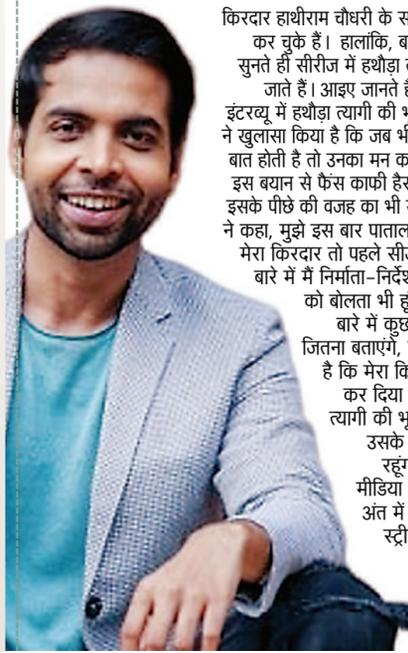 किरदार हाथीराम चौधरी के
कर चुके हैं। हालांकि,
सुनते ही सीरीज में हथौड़ा
जाते हैं। आइए जानते
इंटरव्यू में हथौड़ा त्यागी की
ने खुलासा किया है कि जब
बात होती है तो उनका मन
इस बयान से फैंस काफी
इसके पीछे की वजह का भी
ने कहा, मुझे इस बार
मेरा किरदार तो पहले
बारे में मैं निर्माता-निर्देश
को बोलता भी
बारे में
जितना बताएंगे,
है कि मेरा
कर दिया
त्यागी की
उसके
मीडिया
अंत में